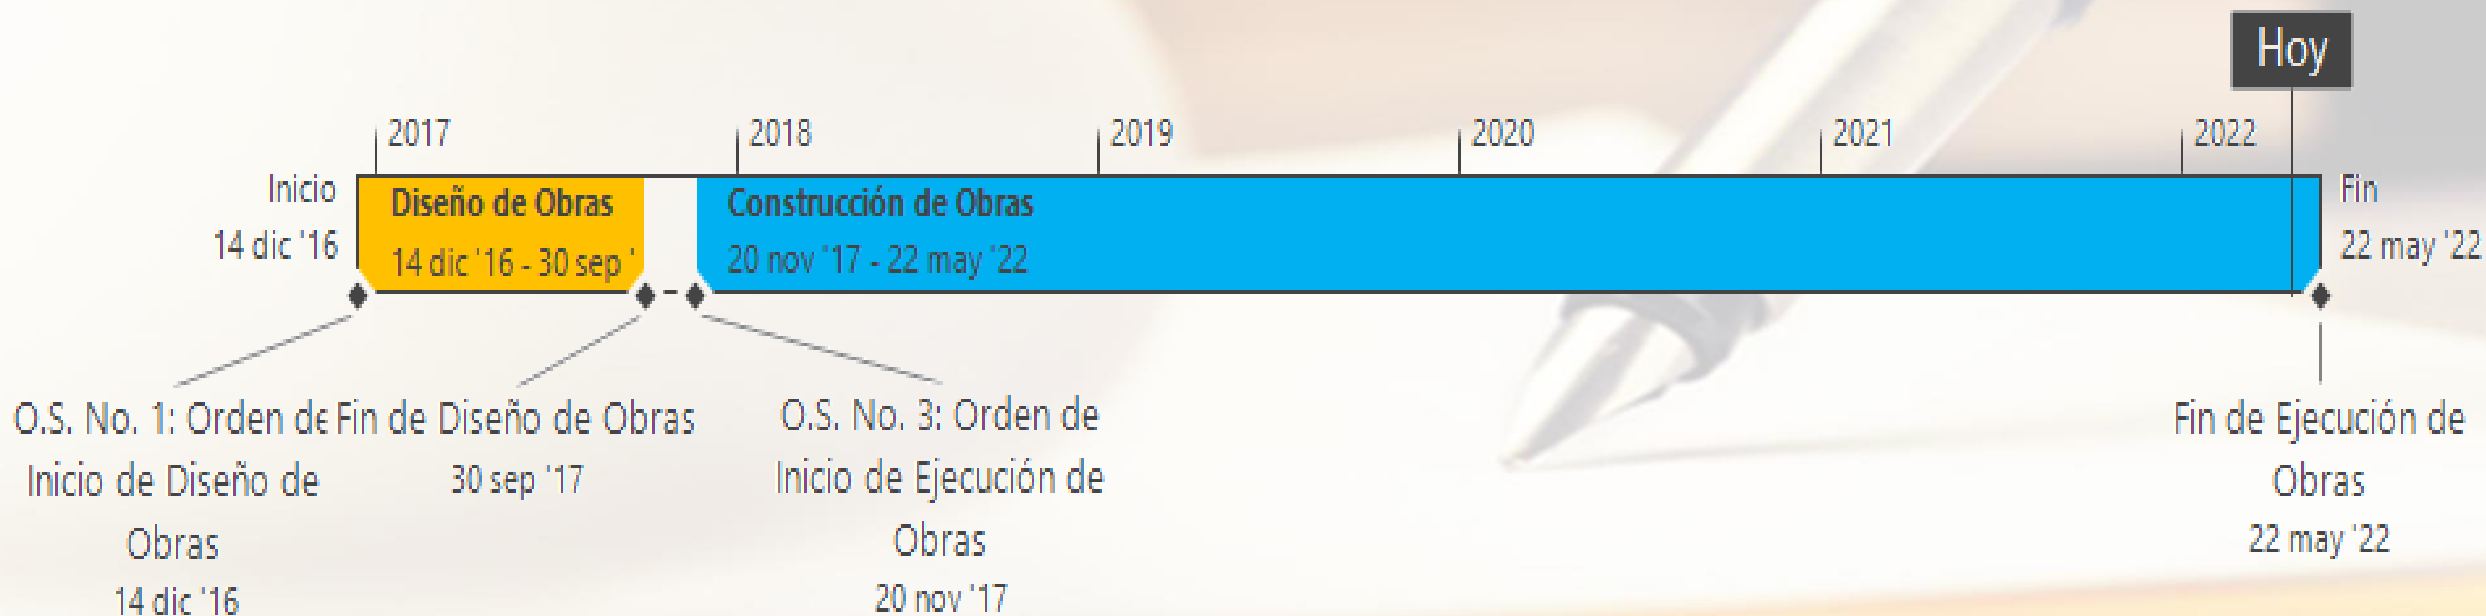 Hoy
2017
2018
2019
2020
2021
2022
Inicio
14 dic '16
Diseño de Obras
14 dic '16 - 30 sep '
Construcción de Obras
20 nov '17 - 22 may '22
Fin
22 may '22
O.S. No. 1: Orden de
Inicio de Diseño de
Obras
14 dic '16
Fin de Diseño de Obras
30 sep '17
O.S. No. 3: Orden de
Inicio de Ejecución de
Obras
20 nov '17
Fin de Ejecución de
Obras
22 may '22